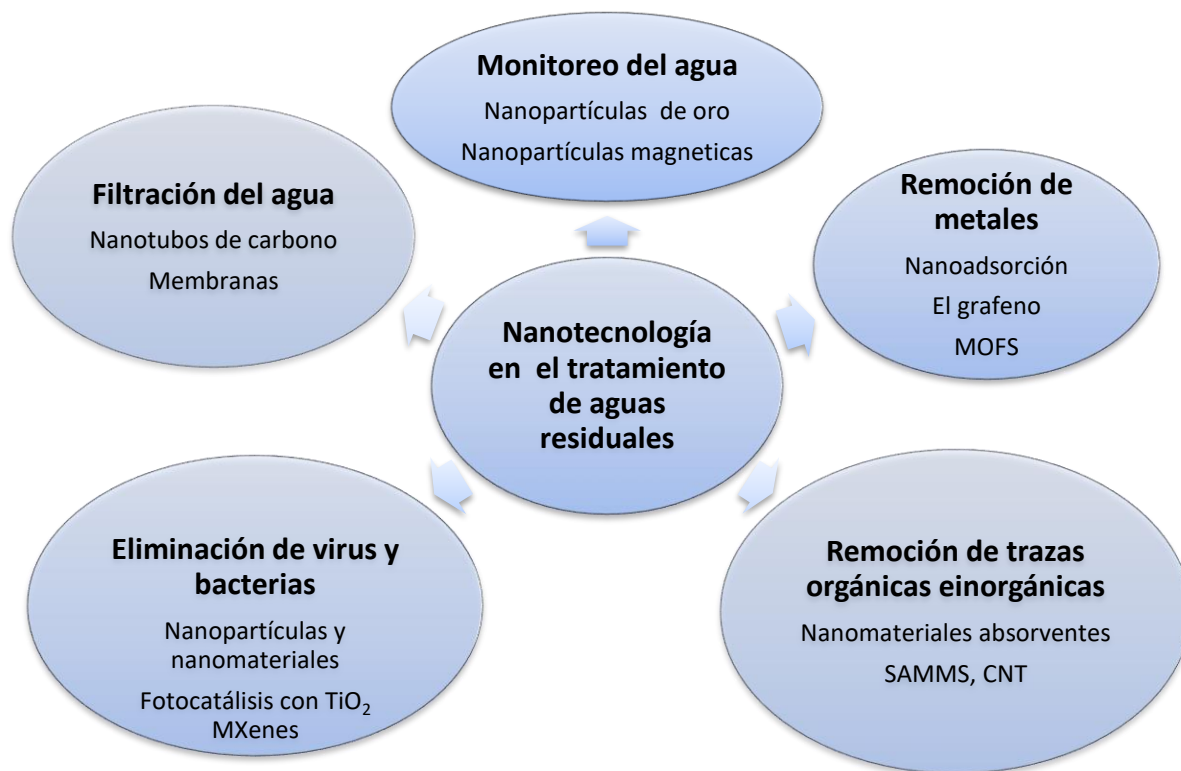 Monitoreo del agua
Nanopartículas de oro
Nanopartículas magneticas
Filtración del agua
Nanotubos de carbono
Membranas
Remoción de
metales
Nanoadsorción
El grafeno
MOFS
Nanotecnología
en el tratamiento
de aguas
residuales
Eliminación de virus y
bacterias
Nanopartículas y
nanomateriales
Fotocatálisis con TiO₂
MXenes
Remoción de trazas
orgánicas einorgánicas
Nanomateriales absorventes
SAMMS, CNT